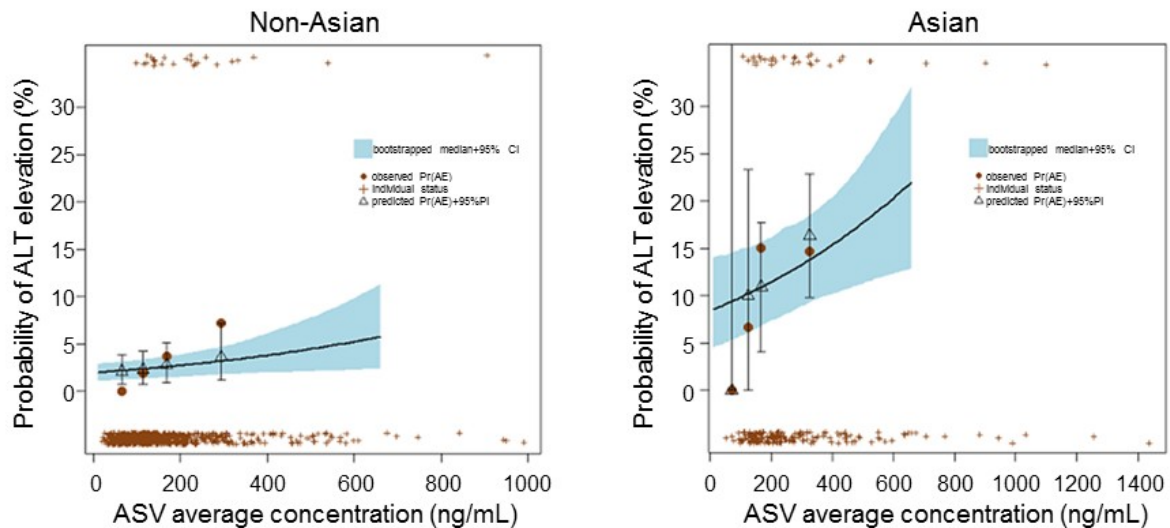 Non-Asian
Probability of ALT elevation (%)
30
25
20
15
10
5
0
bootstrapped median+95% CI
observed Pr(AE)
Individual status
predicted Pr(AE)+95%PI
0 200 400 600 800 1000
ASV average concentration (ng/mL)
Asian
Probability of ALT elevation (%)
30
25
20
15
10
5
0
bootstrapped median+95% CI
observed Pr(AE)
Individual status
predicted Pr(AE)+95%PI
0 200 400 600 800 1000 1200 1400
ASV average concentration (ng/mL)